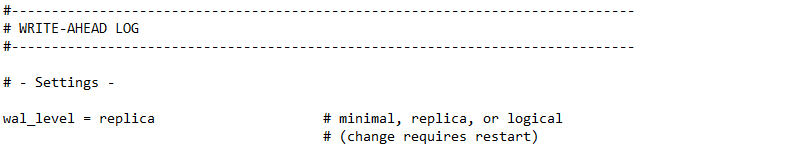 #------------------------------------------------------------------------------
# WRITE-AHEAD LOG
#------------------------------------------------------------------------------
# - Settings -
wal_level = replica # minimal, replica, or logical
# (change requires restart)